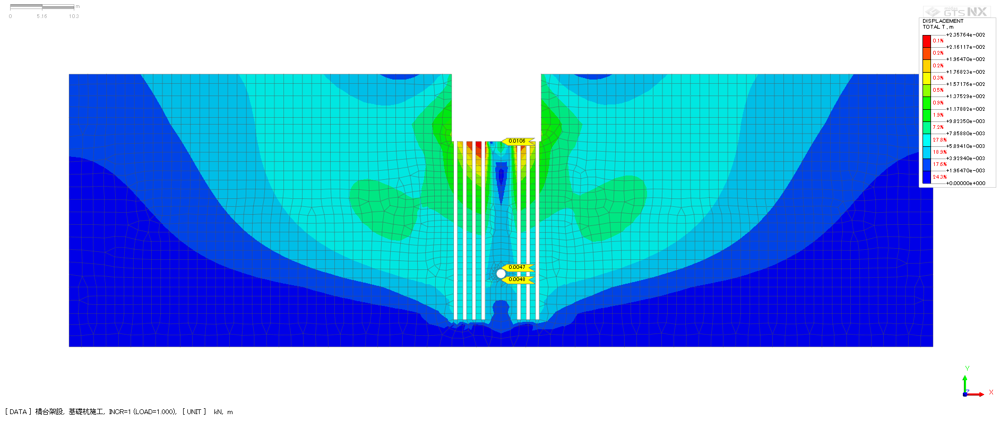 m
0 5.16 10.3
midas
GTS NX
DISPLACEMENT
TOTAL T , m
+2.35764e-002
0.1%
+2.16117e-002
0.2%
+1.96470e-002
0.2%
+1.76823e-002
0.3%
+1.57176e-002
0.5%
+1.37529e-002
0.9%
+1.17882e-002
1.9%
+9.82350e-003
7.2%
+7.85880e-003
27.8%
+5.89410e-003
18.9%
+3.92940e-003
17.6%
+1.96470e-003
24.3%
+0.00000e+000
0.0106
0.0047
0.0048
Y
Z
X
[ DATA ] 橋台架設, 基礎杭施工, INCR=1 (LOAD=1.000), [ UNIT ] kN, m